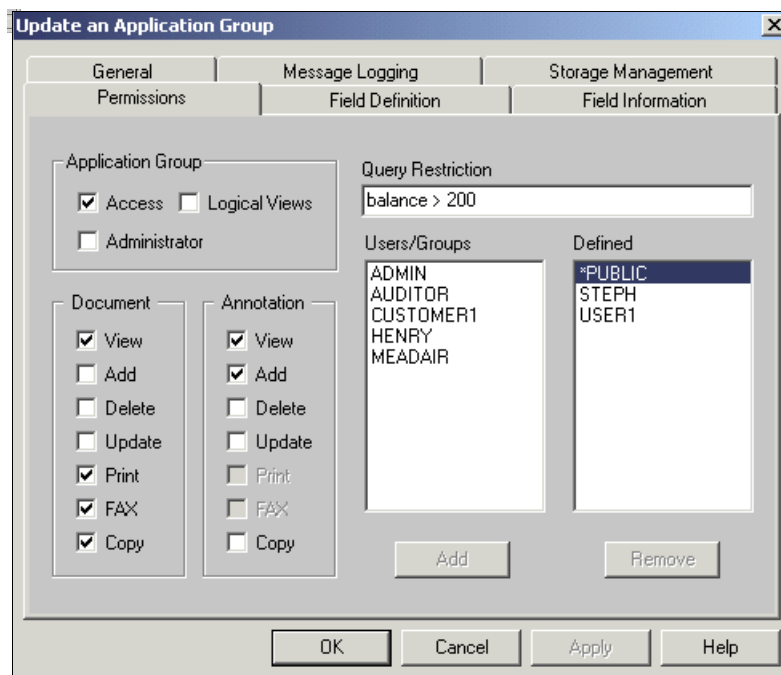 Update an Application Group
General Message Logging Storage Management
Permissions Field Definition Field Information
Application Group
Access Logical Views
Administrator
Query Restriction
balance > 200
Document
View
Add
Delete
Update
Print
FAX
Copy
Annotation
View
Add
Delete
Update
Print
FAX
Copy
Users/Groups
ADMIN
AUDITOR
CUSTOMER1
HENRY
MEADAIR
Add
Defined
*PUBLIC
STEPH
USER1
Remove
OK Cancel Apply Help